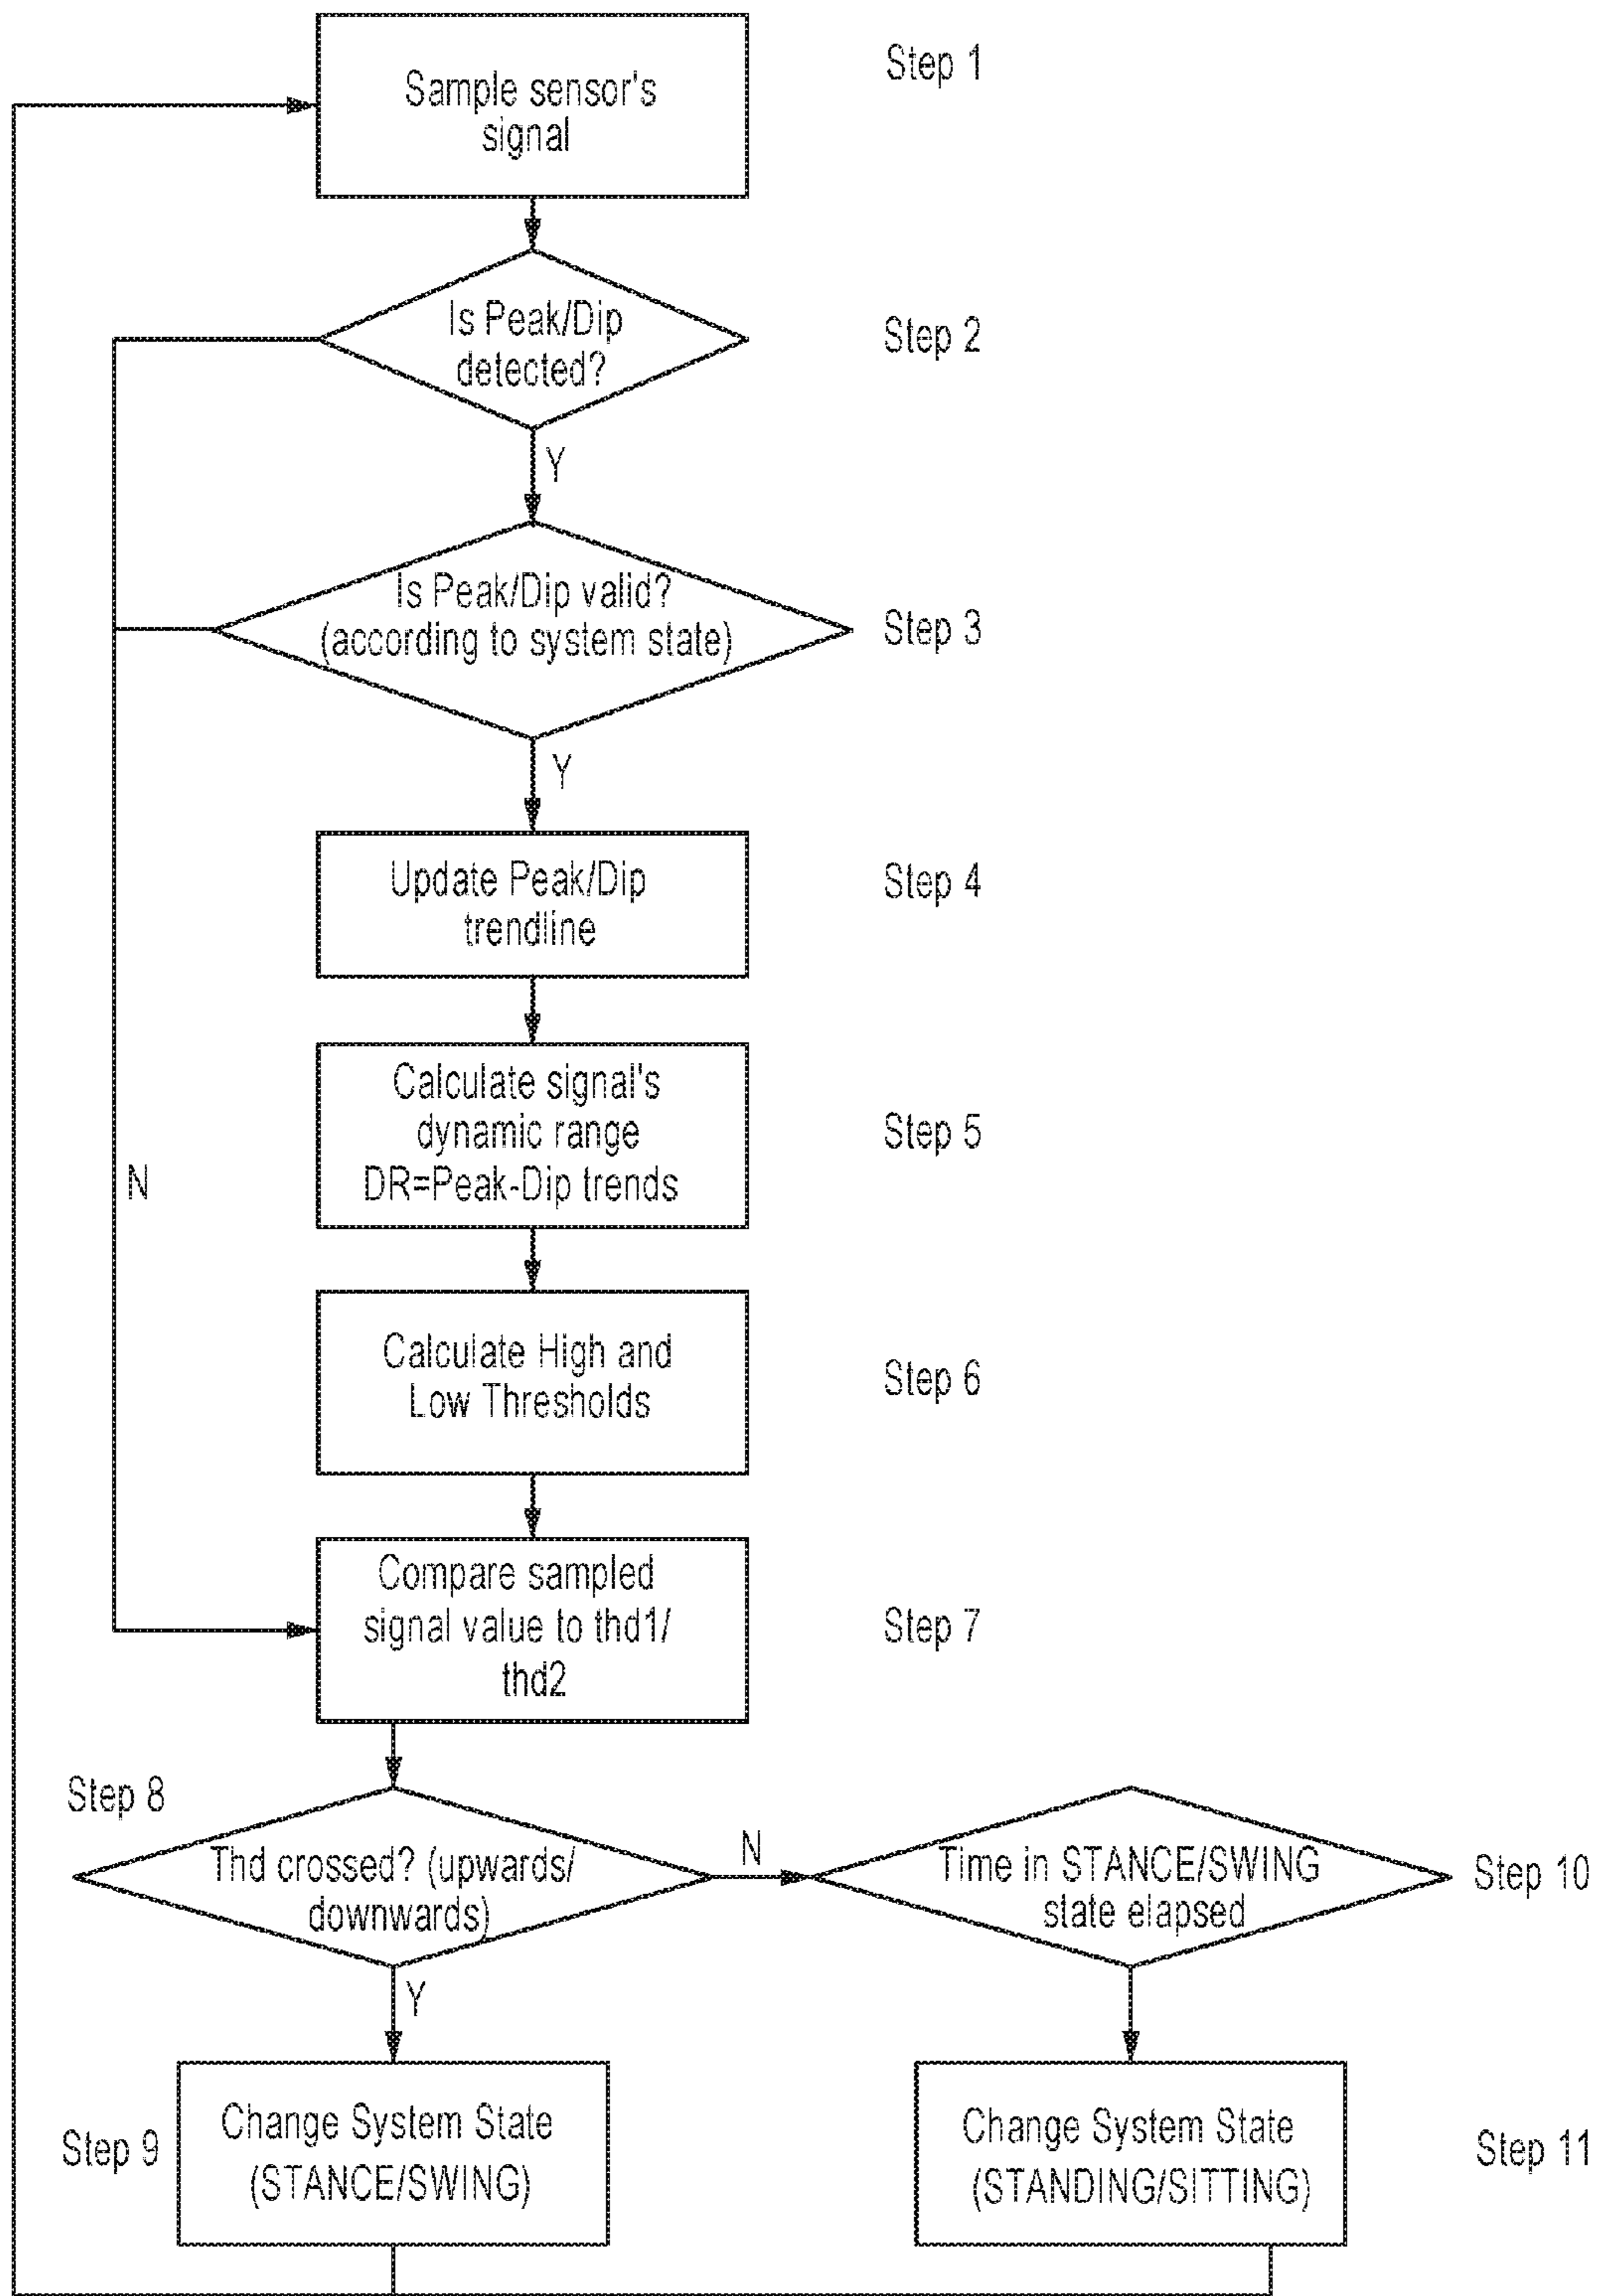 Step 1
Sample sensor's
signal
Is Peak/Dip
detected?
Step 2
Y
Is Peak/Dip valid?
(according to system state)
Step 3
Y
Update Peak/Dip
trendline
Step 4
Calculate signal's
dynamic range
DR=Peak-Dip trends
Step 5
N
Calculate High and
Low Thresholds
Step 6
Compare sampled
signal value to thd1/
thd2
Step 7
Step 8
Thd crossed? (upwards/
downwards)
N
Time in STANCE/SWING
state elapsed
Step 10
Y
Step 9
Change System State
(STANCE/SWING)
Change System State
(STANDING/SITTING)
Step 11